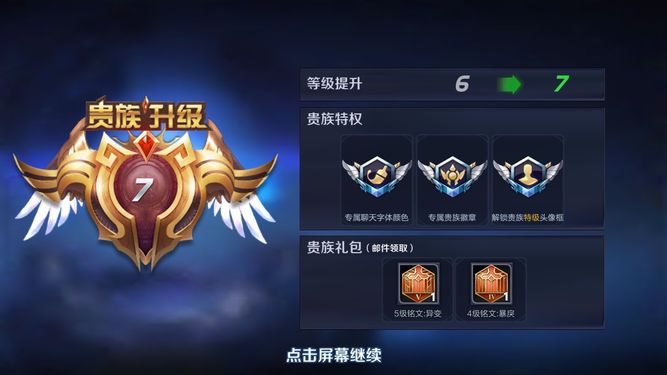 贵族升级
7
等级提升 6 7
贵族特权
专属聊天字体颜色 专属贵族徽章 解锁贵族特级头像框
贵族礼包(邮件领取)
V 1 IV 1
5级铭文:异变 4级铭文:暴戾
点击屏幕继续